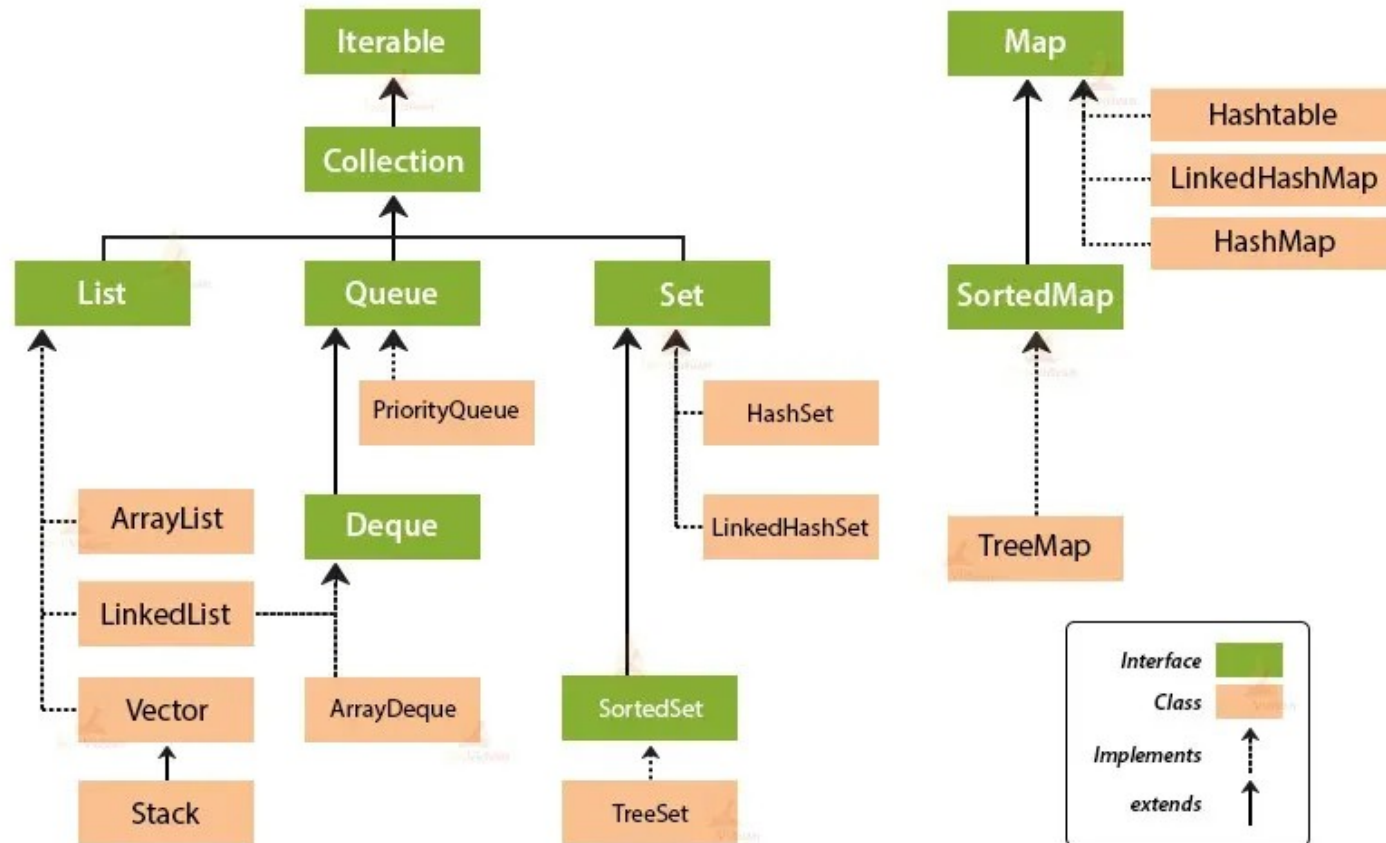 Iterable
Map
Hashtable
Collection
LinkedHashMap
HashMap
List
Queue
Set
SortedMap
PriorityQueue
HashSet
ArrayList
Deque
LinkedHashSet
TreeMap
LinkedList
Interface
Class
Vector
ArrayDeque
SortedSet
Implements
Stack
TreeSet
extends